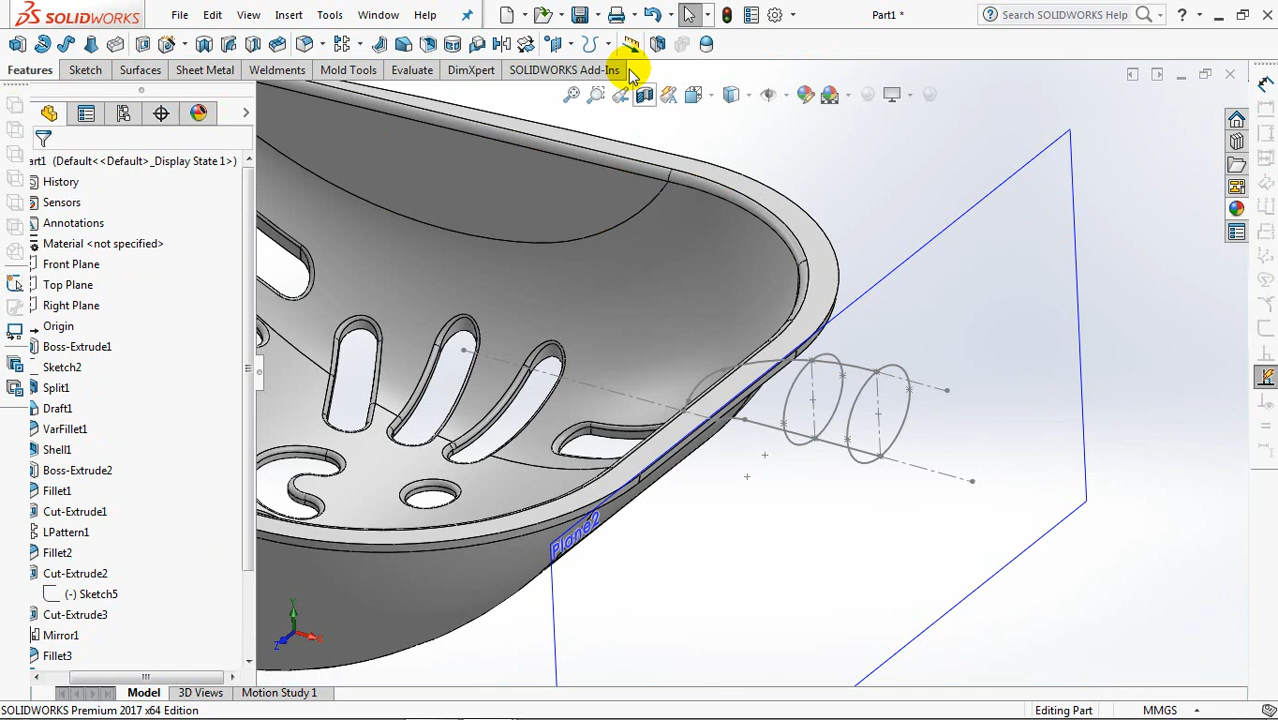 SOLIDWORKS File Edit View Insert Tools Window Help Part1 * Search SOLIDWORKS Help ?
Features Sketch Surfaces Sheet Metal Weldments Mold Tools Evaluate DimXpert SOLIDWORKS Add-Ins
art1 (Default<<Default>_Display State 1>)
History
Sensors
Annotations
Material <not specified>
Front Plane
Top Plane
Right Plane
Origin
Boss-Extrude1
Sketch2
Split1
Draft1
VarFillet1
Shell1
Boss-Extrude2
Fillet1
Cut-Extrude1
LPattern1
Fillet2
Cut-Extrude2
(-) Sketch5
Cut-Extrude3
Mirror1
Fillet3
Plane2
Y
X
Z
Model 3D Views Motion Study 1
SOLIDWORKS Premium 2017 x64 Edition Editing Part MMGS